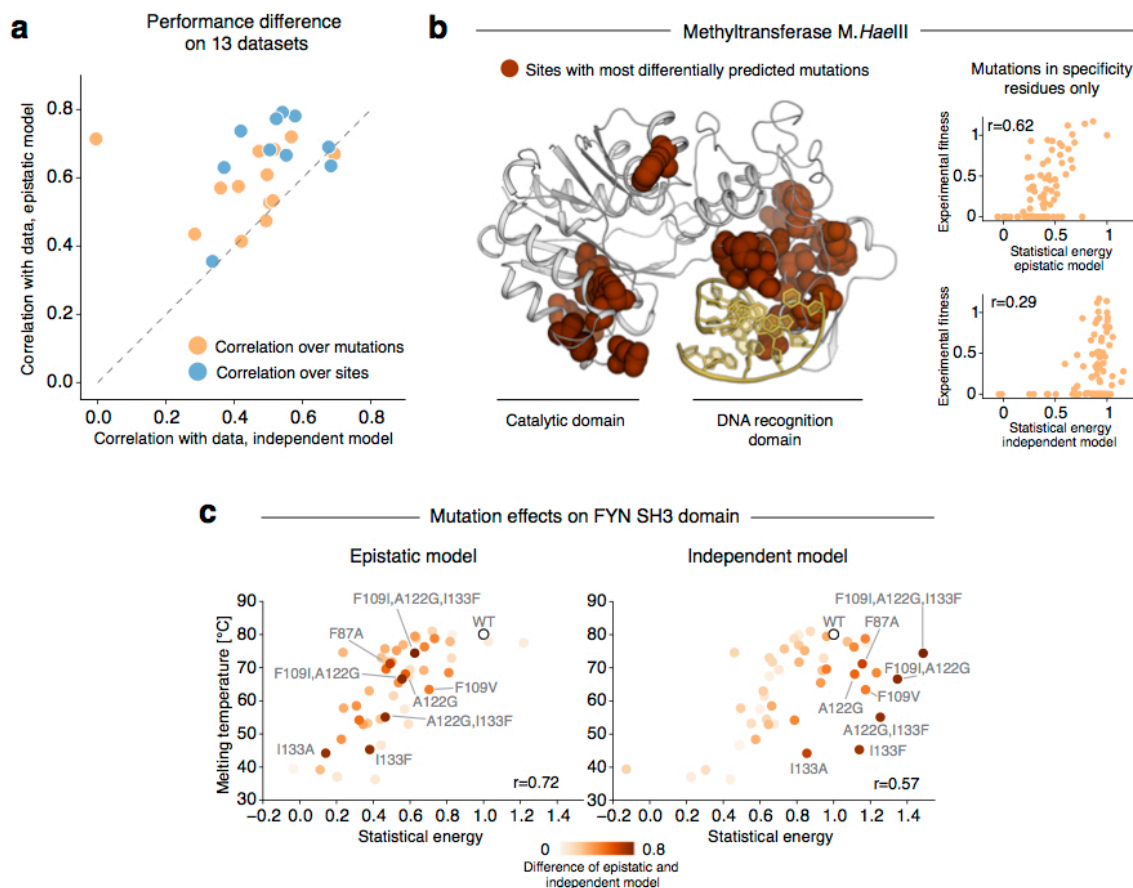 a
Performance difference
on 13 datasets
Correlation with data, epistatic model
0.8
0.6
0.4
0.2
0.0
Correlation over mutations
Correlation over sites
0.0 0.2 0.4 0.6 0.8
Correlation with data, independent model
b
Methyltransferase M.HaeIII
Sites with most differentially predicted mutations
Catalytic domain
DNA recognition
domain
Mutations in specificity
residues only
r=0.62
Experimental fitness
1
0.5
0
0 0.5 1
Statistical energy
epistatic model
r=0.29
Experimental fitness
1
0.5
0
0 0.5 1
Statistical energy
independent model
c
Mutation effects on FYN SH3 domain
Epistatic model
Melting temperature [°C]
90
80
70
60
50
40
30
F109I,A122G,I133F
WT
F87A
F109I,A122G
F109V
A122G
A122G,I133F
I133A
I133F
r=0.72
−0.2 0.0 0.2 0.4 0.6 0.8 1.0 1.2 1.4
Statistical energy
Independent model
90
80
70
60
50
40
30
F109I,A122G,I133F
WT
F87A
F109I,A122G
A122G
F109V
A122G,I133F
I133F
I133A
r=0.57
−0.2 0.0 0.2 0.4 0.6 0.8 1.0 1.2 1.4
Statistical energy
0 0.8
Difference of epistatic and
independent model